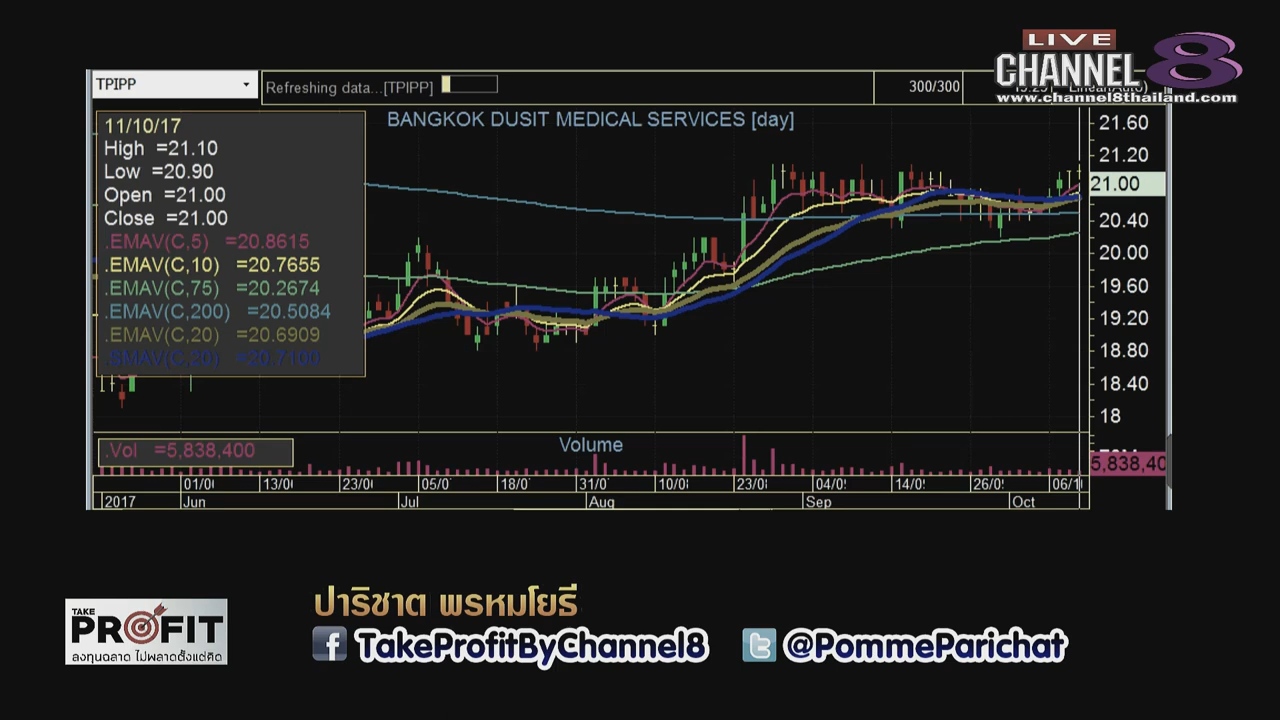 LIVE
CHANNEL 8
www.channel8thailand.com
TPIPP
Refreshing data...[TPIPP]
300/300
BANGKOK DUSIT MEDICAL SERVICES [day]
11/10/17
High =21.10
Low =20.90
Open =21.00
Close =21.00
.EMAV(C,5) =20.8615
.EMAV(C,10) =20.7655
.EMAV(C,75) =20.2674
.EMAV(C,200) =20.5084
.EMAV(C,20) =20.6909
.SMAV(C,20) =20.7100
21.60
21.20
21.00
20.40
20.00
19.60
19.20
18.80
18.40
18
.Vol =5,838,400
Volume
5,838,40
01/0
13/0
23/0
05/0
18/0
31/0
10/0
23/0
04/0
14/0
26/0
06/1
2017
Jun
Jul
Aug
Sep
Oct
TAKE
PROFIT
ลงทุนฉลาด ไม่พลาดตั้งแต่คิด
ปาริชาต พรหมโยธี
TakeProfitByChannel8
@PommeParichat